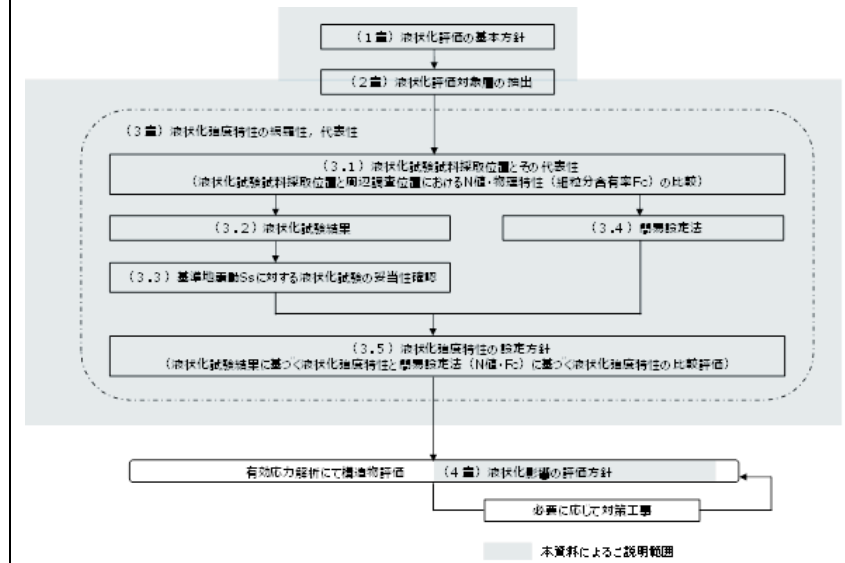 (1章)液状化評価の基本方針
(2章)液状化評価対象層の抽出
(3章)液状化強度特性の網羅性,代表性
(3.1)液状化試験試料採取位置とその代表性
(液状化試験試料採取位置と周辺調査位置におけるN値・物理特性(細粒分含有率Fc)の比較)
(3.2)液状化試験結果
(3.4)簡易設定法
(3.3)基準地震動Ssに対する液状化試験の妥当性確認
(3.5)液状化強度特性の設定方針
(液状化試験結果に基づく液状化強度特性と簡易設定法(N値・Fc)に基づく液状化強度特性の比較評価)
有効応力解析にて構造物評価 (4章)液状化影響の評価方針
必要に応じて対策工事
本資料によるご説明範囲